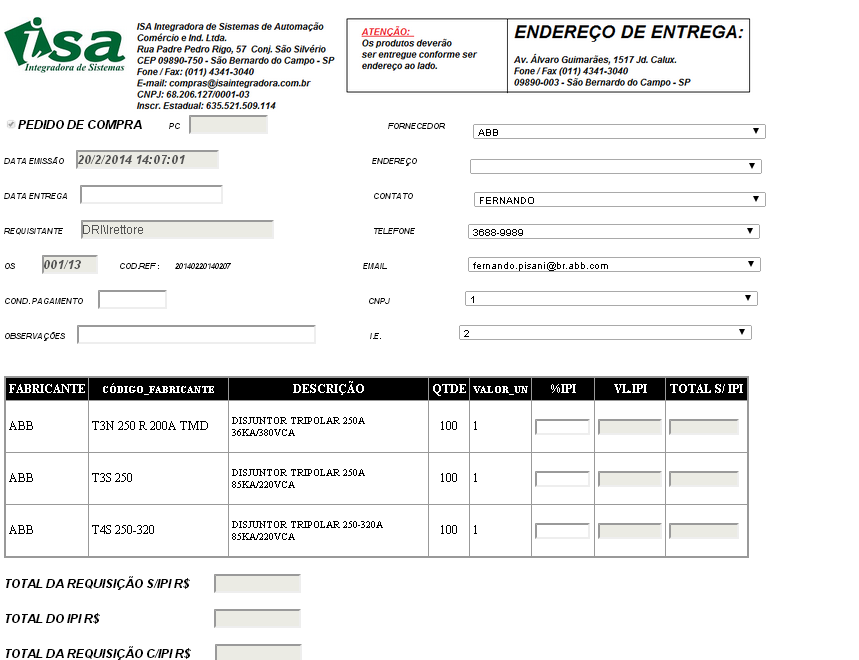 isa
Integradora de Sistemas
ISA Integradora de Sistemas de Automação
Comércio e Ind. Ltda.
Rua Padre Pedro Rigo, 57 Conj. São Silvério
CEP 09890-750 - São Bernardo do Campo - SP
Fone / Fax: (011) 4341-3040
E-mail: compras@isaintegradora.com.br
CNPJ: 68.206.127/0001-03
Inscr. Estadual: 635.521.509.114
ATENÇÃO:
Os produtos deverão
ser entregue conforme ser
endereço ao lado.
ENDEREÇO DE ENTREGA:
Av. Álvaro Guimarães, 1517 Jd. Calux.
Fone / Fax (011) 4341-3040
09890-003 - São Bernardo do Campo - SP
PEDIDO DE COMPRA PC
FORNECEDOR ABB
DATA EMISSÃO 20/2/2014 14:07:01
ENDEREÇO
DATA ENTREGA
CONTATO FERNANDO
REQUISITANTE DRI\lrettore
TELEFONE 3688-9989
OS 001/13 COD.REF: 20140220140207
EMAIL fernando.pisani@br.abb.com
COND. PAGAMENTO
CNPJ 1
OBSERVAÇÕES
I.E. 2
FABRICANTE CÓDIGO_FABRICANTE DESCRIÇÃO QTDE VALOR_UN %IPI VL.IPI TOTAL S/ IPI
ABB T3N 250 R 200A TMD DISJUNTOR TRIPOLAR 250A 100 1
36KA/380VCA
ABB T3S 250 DISJUNTOR TRIPOLAR 250A 100 1
85KA/220VCA
ABB T4S 250-320 DISJUNTOR TRIPOLAR 250-320A 100 1
85KA/220VCA
TOTAL DA REQUISIÇÃO S/IPI R$
TOTAL DO IPI R$
TOTAL DA REQUISIÇÃO C/IPI R$